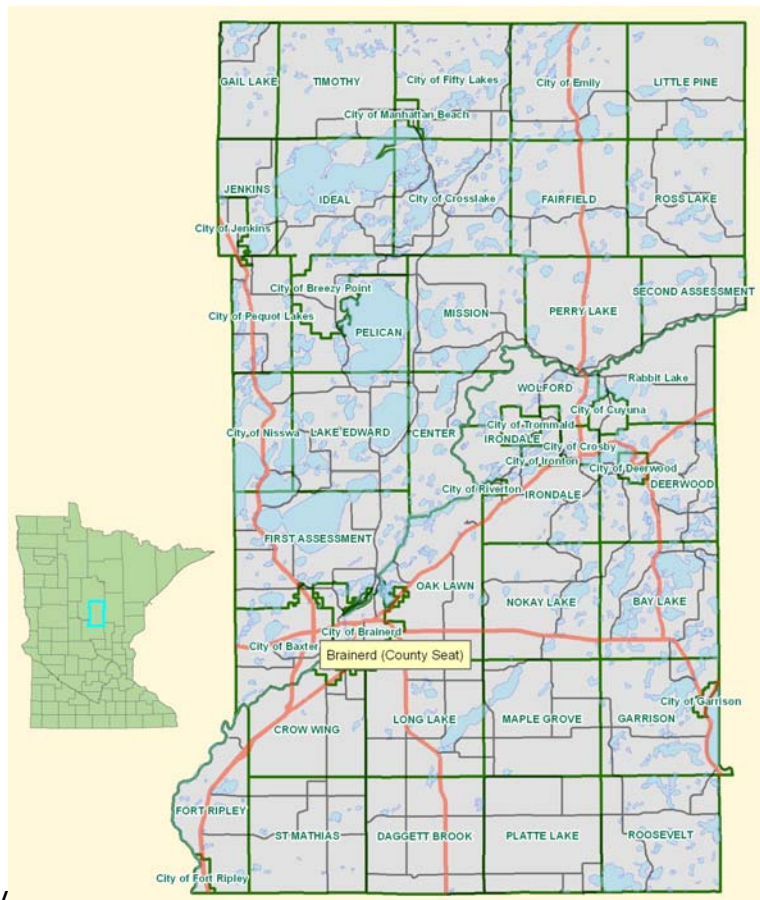 City of Fifty Lakes
GAIL LAKE
TIMOTHY
City of Emily
LITTLE PINE
City of Manhattan Beach
JENKINS
IDEAL
City of Crosslake
FAIRFIELD
ROSS LAKE
City of Jenkins
City of Breezy Point
SECOND ASSESSMENT
City of Pequot Lakes
MISSION
PERRY LAKE
PELICAN
Rabbit Lake
WOLFORD
City of Cuyuna
City of Trommald
City of Nisswa
LAKE EDWARD
CENTER
IRONDALE
City of Crosby
City of Ironton
City of Deerwood
City of Riverton
DEERWOOD
IRONDALE
FIRST ASSESSMENT
OAK LAWN
NOKAY LAKE
BAY LAKE
City of Brainerd
City of Baxter
Brainerd (County Seat)
City of Garrison
CROW WING
LONG LAKE
MAPLE GROVE
GARRISON
FORT RIPLEY
ST MATHIAS
DAGGETT BROOK
PLATTE LAKE
ROOSEVELT
City of Fort Ripley
/